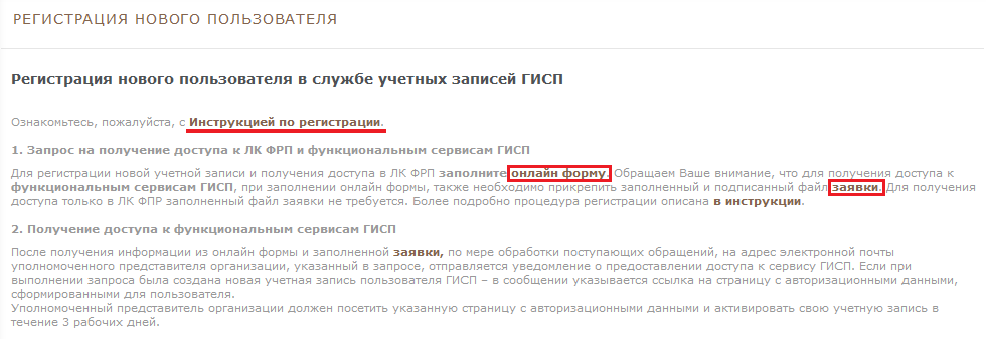 РЕГИСТРАЦИЯ НОВОГО ПОЛЬЗОВАТЕЛЯ
Регистрация нового пользователя в службе учетных записей ГИСП
Ознакомьтесь, пожалуйста, с Инструкцией по регистрации.
1. Запрос на получение доступа к ЛК ФРП и функциональным сервисам ГИСП
Для регистрации новой учетной записи и получения доступа в ЛК ФРП заполните онлайн форму. Обращаем Ваше внимание, что для получения доступа к
функциональным сервисам ГИСП, при заполнении онлайн формы, также необходимо прикрепить заполненный и подписанный файл заявки. Для получения
доступа только в ЛК ФПР заполненный файл заявки не требуется. Более подробно процедура регистрации описана в инструкции.
2. Получение доступа к функциональным сервисам ГИСП
После получения информации из онлайн формы и заполненной заявки, по мере обработки поступающих обращений, на адрес электронной почты
уполномоченного представителя организации, указанный в запросе, отправляется уведомление о предоставлении доступа к сервису ГИСП. Если при
выполнении запроса была создана новая учетная запись пользователя ГИСП – в сообщении указывается ссылка на страницу с авторизационными данными,
сформированными для пользователя.
Уполномоченный представитель организации должен посетить указанную страницу с авторизационными данными и активировать свою учетную запись в
течение 3 рабочих дней.